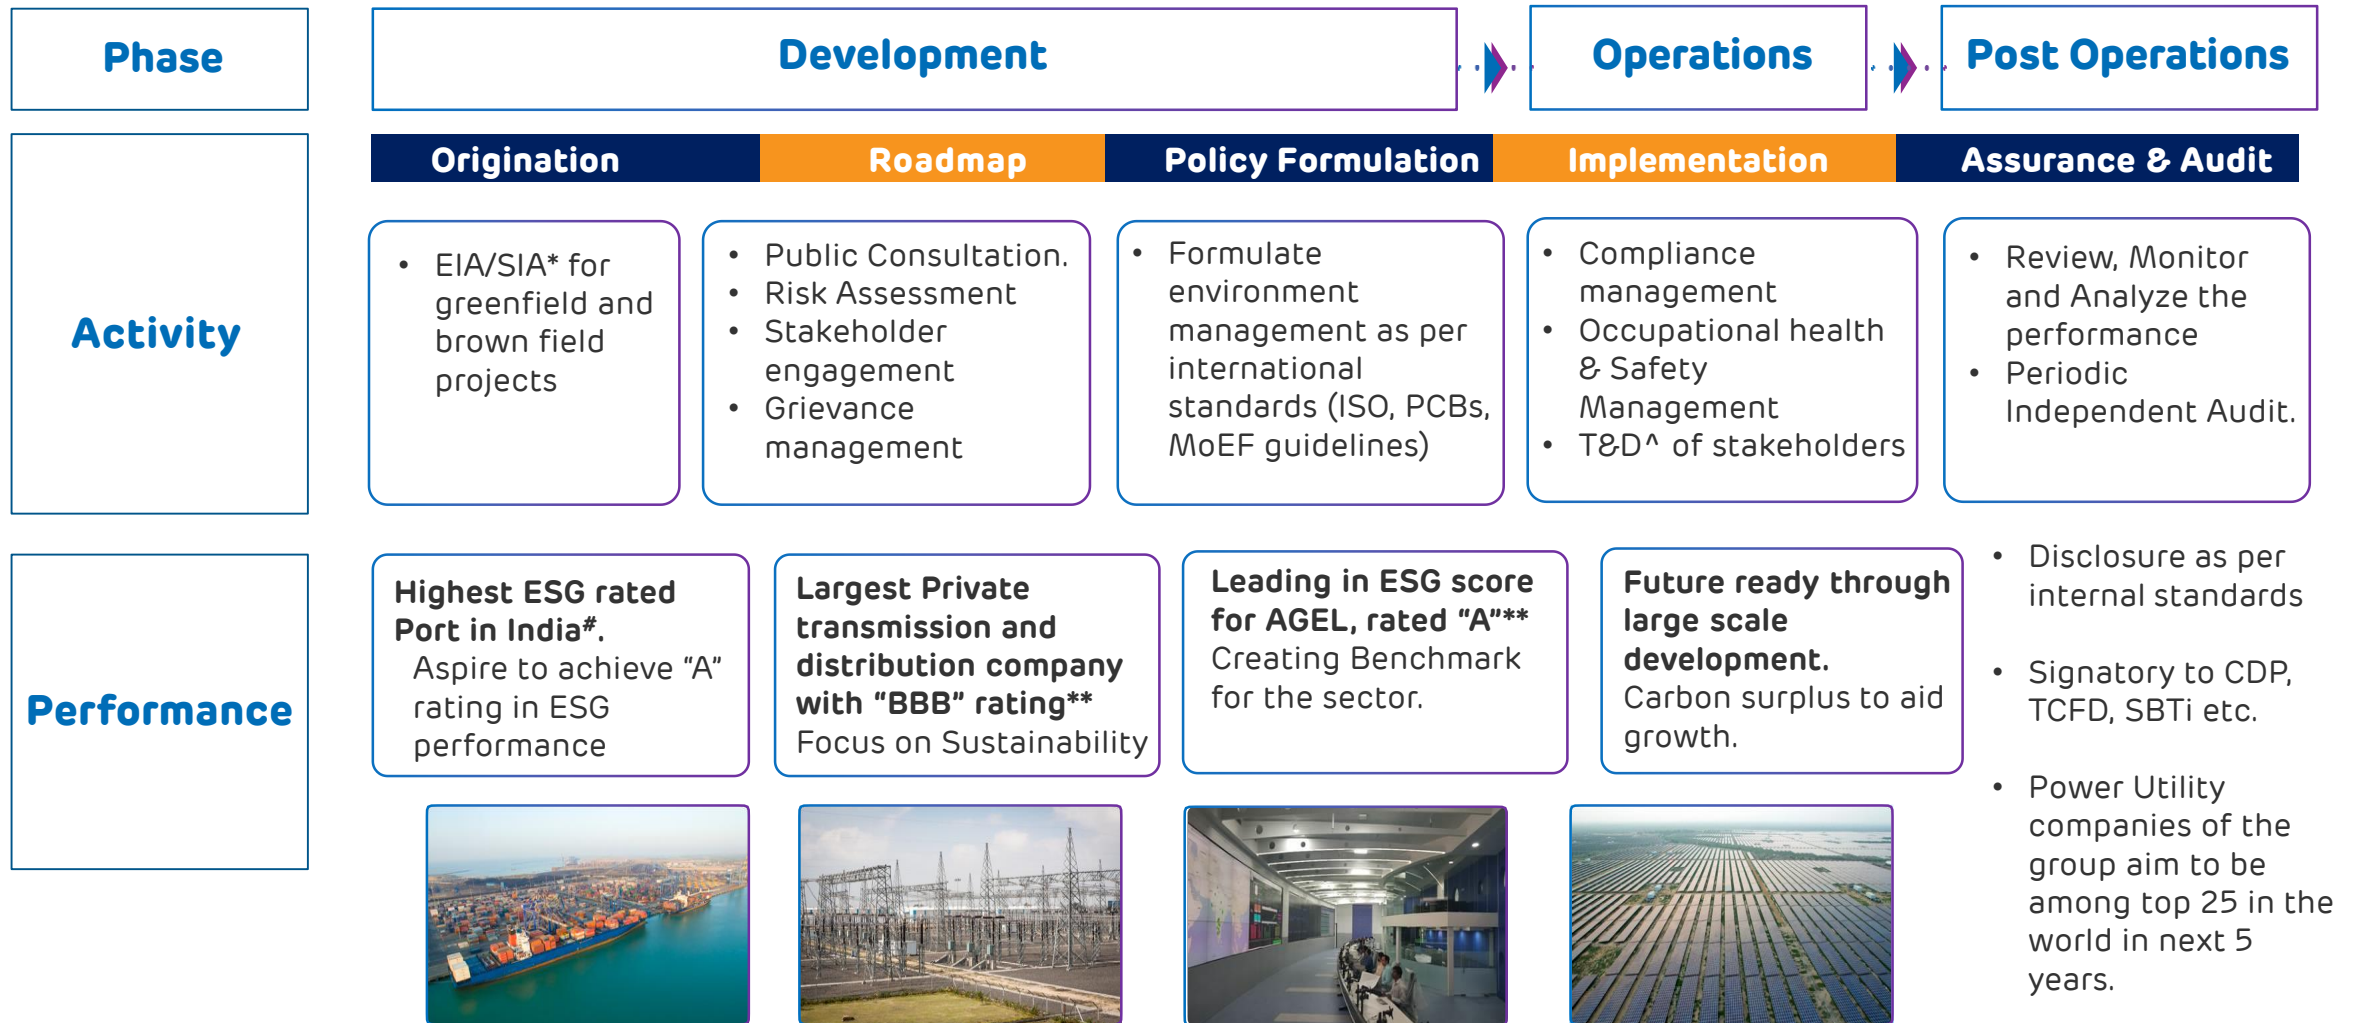 Phase
Development
Operations
Post Operations
Activity
Origination
Roadmap
Policy Formulation
Implementation
Assurance & Audit
• EIA/SIA* for
greenfield and
brown field
projects
• Public Consultation.
• Risk Assessment
• Stakeholder
engagement
• Grievance
management
• Formulate
environment
management as per
international
standards (ISO, PCBs,
MoEF guidelines)
• Compliance
management
• Occupational health
& Safety
Management
• T&D^ of stakeholders
• Review, Monitor
and Analyze the
performance
• Periodic
Independent Audit.
Performance
Highest ESG rated
Port in India#.
Aspire to achieve “A”
rating in ESG
performance
Largest Private
transmission and
distribution company
with “BBB” rating**
Focus on Sustainability
Leading in ESG score
for AGEL, rated “A”**
Creating Benchmark
for the sector.
Future ready through
large scale
development.
Carbon surplus to aid
growth.
• Disclosure as per
internal standards
• Signatory to CDP,
TCFD, SBTi etc.
• Power Utility
companies of the
group aim to be
among top 25 in the
world in next 5
years.